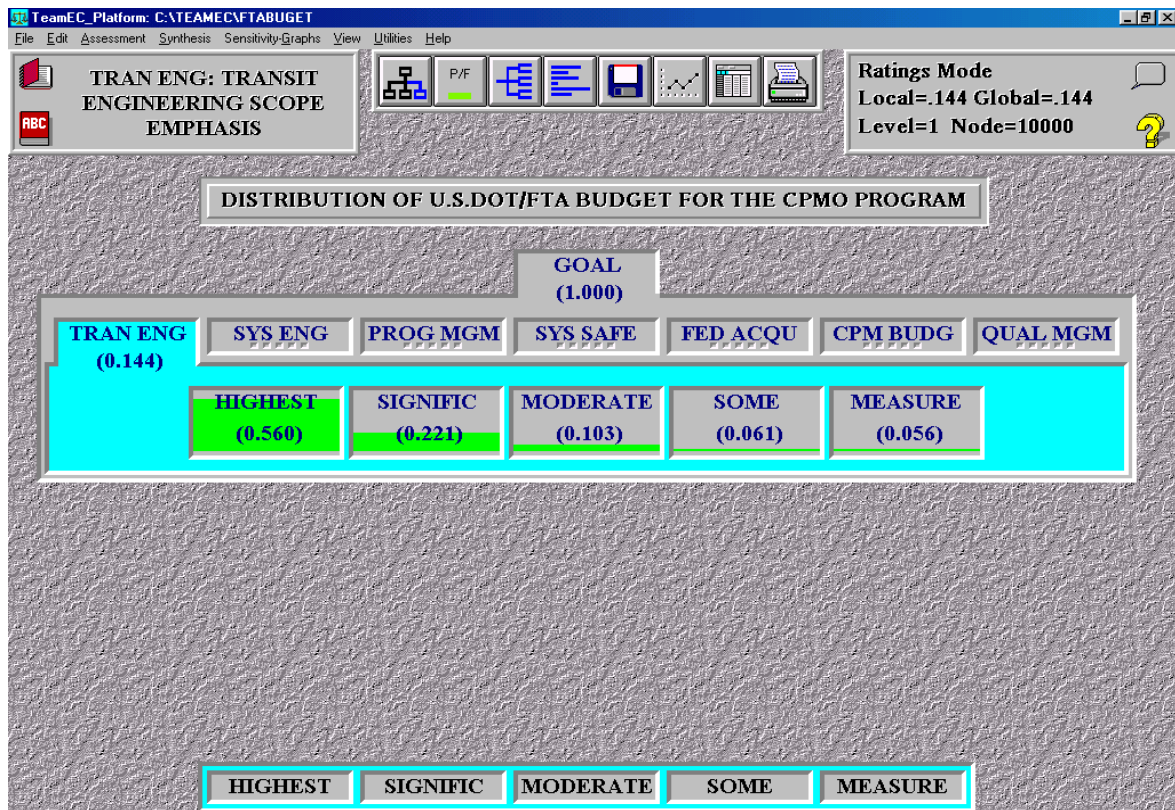 TeamEC_Platform: C:\TEAMEC\FTABUGET
File Edit Assessment Synthesis Sensitivity-Graphs View Utilities Help
TRAN ENG: TRANSIT
ENGINEERING SCOPE
EMPHASIS
ABC
P/F
Ratings Mode
Local=.144 Global=.144
Level=1 Node=10000
DISTRIBUTION OF U.S.DOT/FTA BUDGET FOR THE CPMO PROGRAM
GOAL
(1.000)
TRAN ENG SYS ENG PROG MGM SYS SAFE FED ACQU CPM BUDG QUAL MGM
(0.144)
HIGHEST SIGNIFIC MODERATE SOME MEASURE
(0.560) (0.221) (0.103) (0.061) (0.056)
HIGHEST SIGNIFIC MODERATE SOME MEASURE